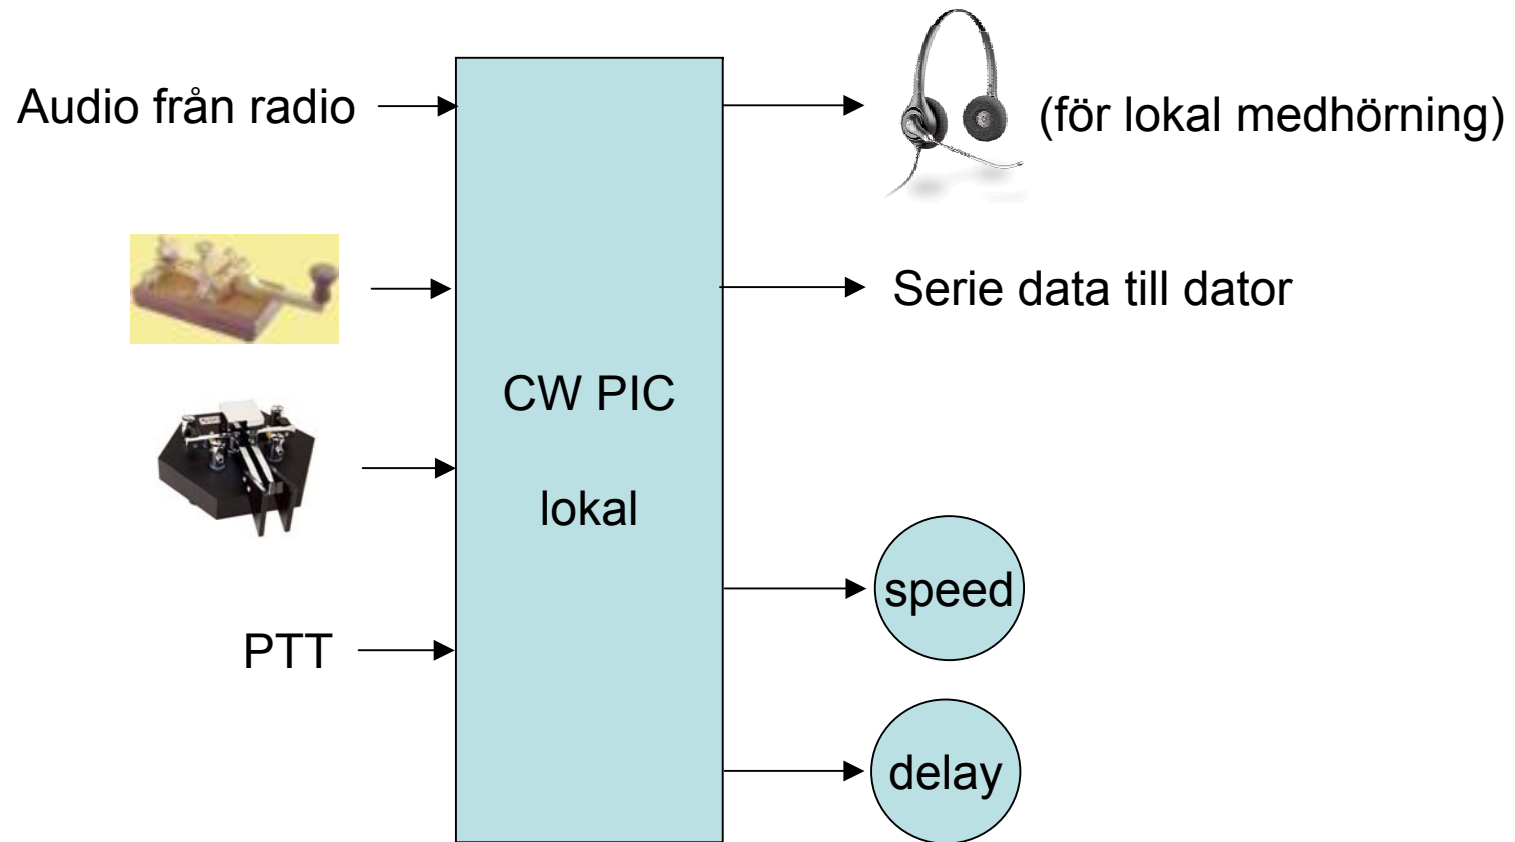 Audio från radio
(för lokal medhörning)
Serie data till dator
CW PIC
lokal
speed
PTT
delay